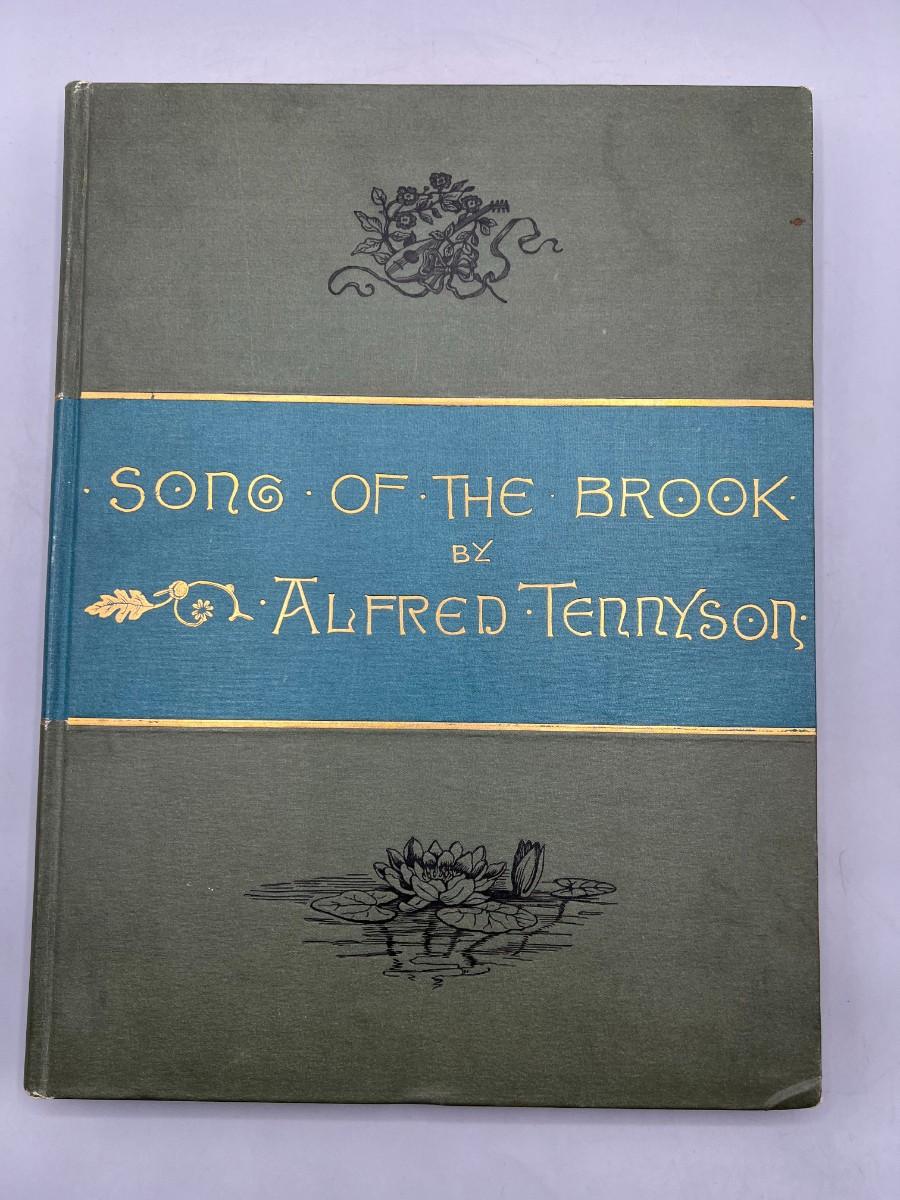 · SONG · OF · THE · BROOK ·
BY
· ALFRED · TENNYSON ·